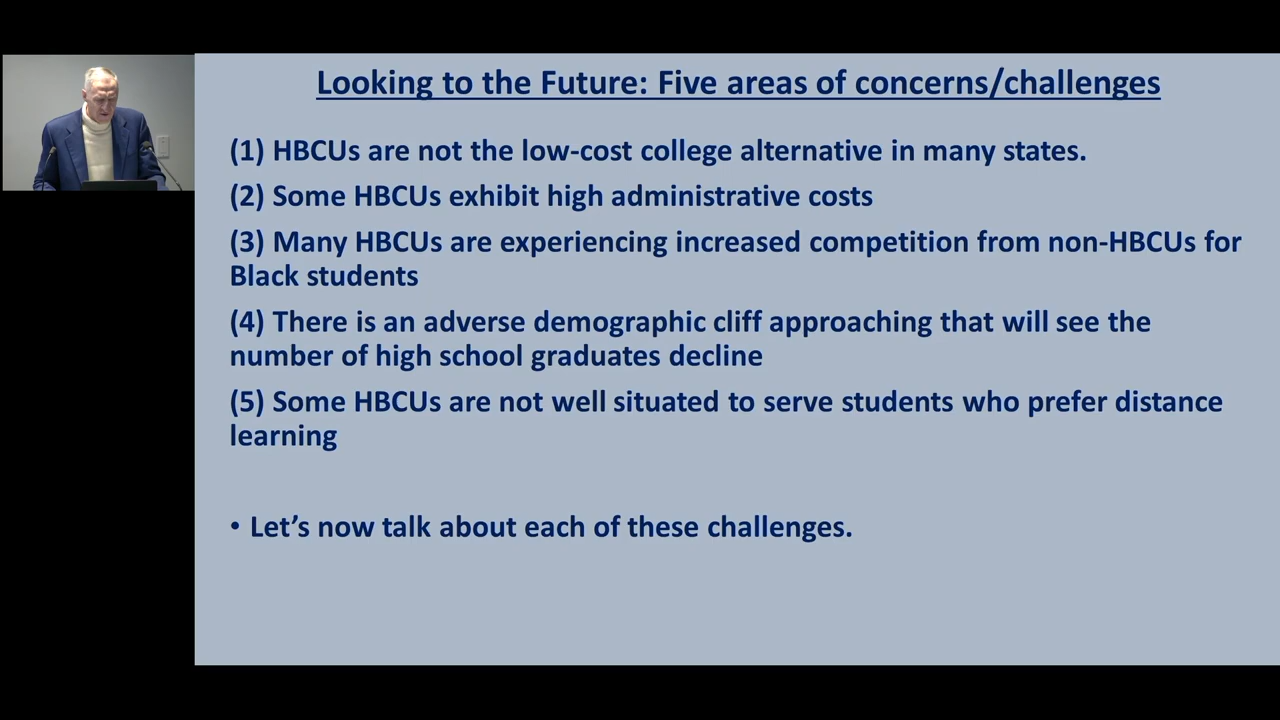 Looking to the Future: Five areas of concerns/challenges
(1) HBCUs are not the low-cost college alternative in many states.
(2) Some HBCUs exhibit high administrative costs
(3) Many HBCUs are experiencing increased competition from non-HBCUs for
Black students
(4) There is an adverse demographic cliff approaching that will see the
number of high school graduates decline
(5) Some HBCUs are not well situated to serve students who prefer distance
learning
• Let’s now talk about each of these challenges.